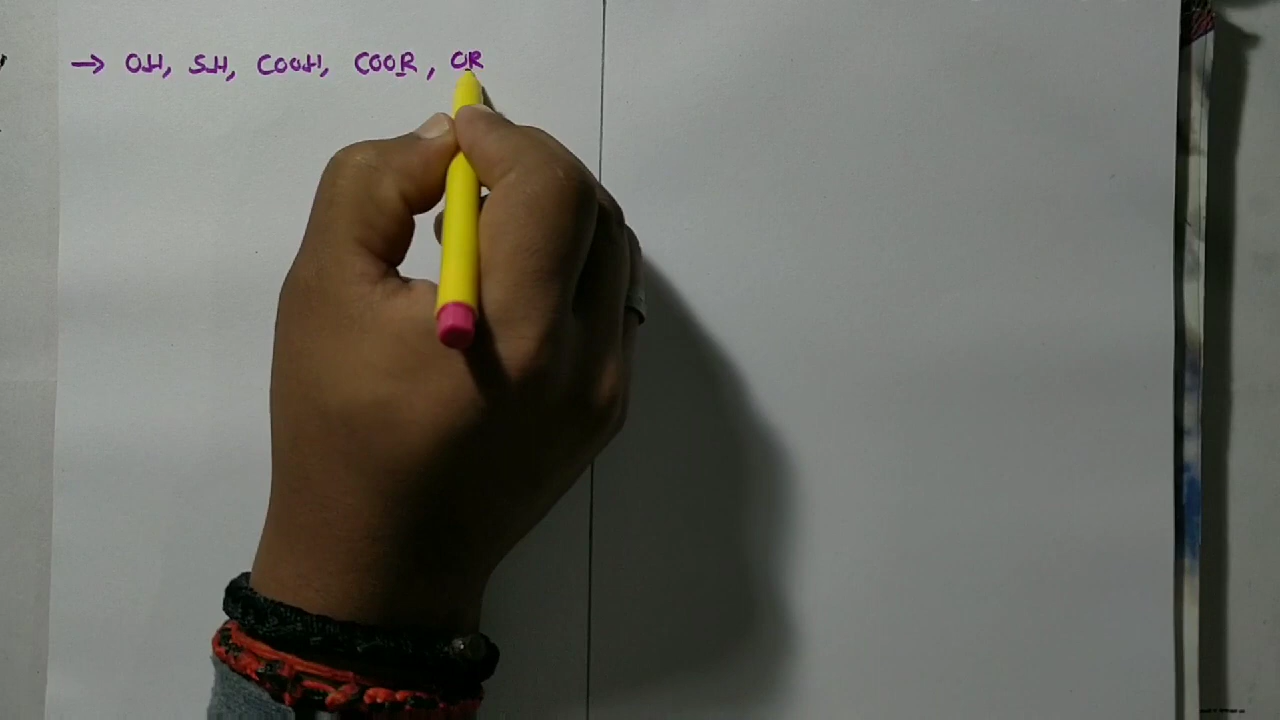 → OH, SH, COOH, COOR, OR